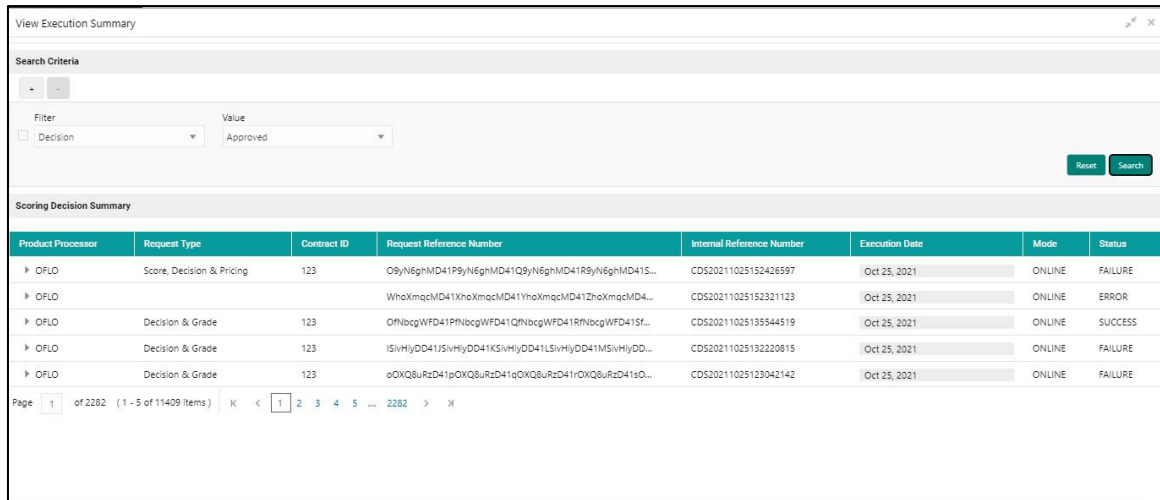 View Execution Summary
Search Criteria
+ -
Filter Value
Decision Approved
Reset Search
Scoring Decision Summary
Product Processor Request Type Contract ID Request Reference Number Internal Reference Number Execution Date Mode Status
OFLO Score, Decision & Pricing 123 O9yN6ghMD41P9yN6ghMD41Q9yN6ghMD41R9yN6ghMD41S... CDS20211025152426597 Oct 25, 2021 ONLINE FAILURE
OFLO WhoXmqcMD41XhoXmqcMD41YhoXmqcMD41ZhoXmqcMD4... CDS20211025152321123 Oct 25, 2021 ONLINE ERROR
OFLO Decision & Grade 123 OfNbcgWFD41PfNbcgWFD41QfNbcgWFD41RfNbcgWFD41Sf... CDS20211025135544519 Oct 25, 2021 ONLINE SUCCESS
OFLO Decision & Grade 123 ISivHlyDD41JSivHlyDD41KSivHlyDD41LSivHlyDD41MSivHlyDD... CDS20211025132220815 Oct 25, 2021 ONLINE FAILURE
OFLO Decision & Grade 123 oOXQ8uRzD41pOXQ8uRzD41qOXQ8uRzD41rOXQ8uRzD41sO... CDS20211025123042142 Oct 25, 2021 ONLINE FAILURE
Page 1 of 2282 (1 - 5 of 11409 items) K < 1 2 3 4 5 .... 2282 > >|